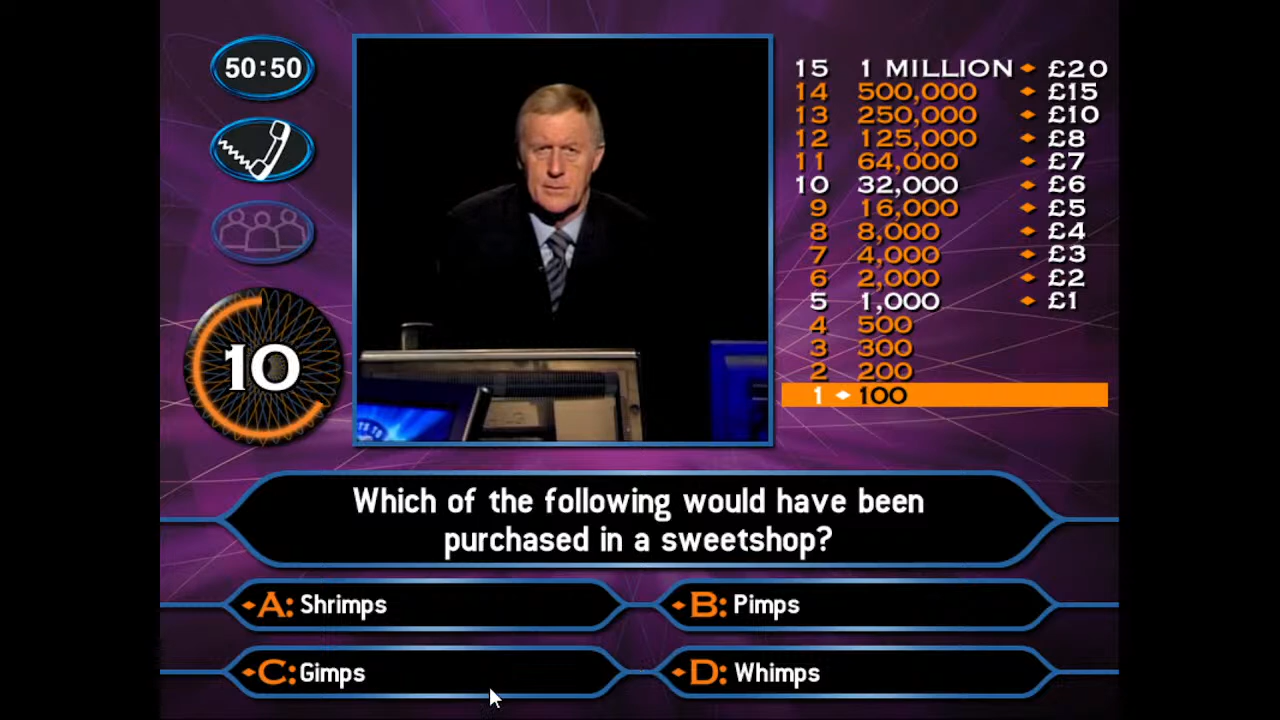 50:50
15 1 MILLION £20
14 500,000 £15
13 250,000 £10
12 125,000 £8
11 64,000 £7
10 32,000 £6
9 16,000 £5
8 8,000 £4
7 4,000 £3
6 2,000 £2
5 1,000 £1
4 500
3 300
2 200
1 100
10
Which of the following would have been
purchased in a sweetshop?
A: Shrimps
B: Pimps
C: Gimps
D: Whimps